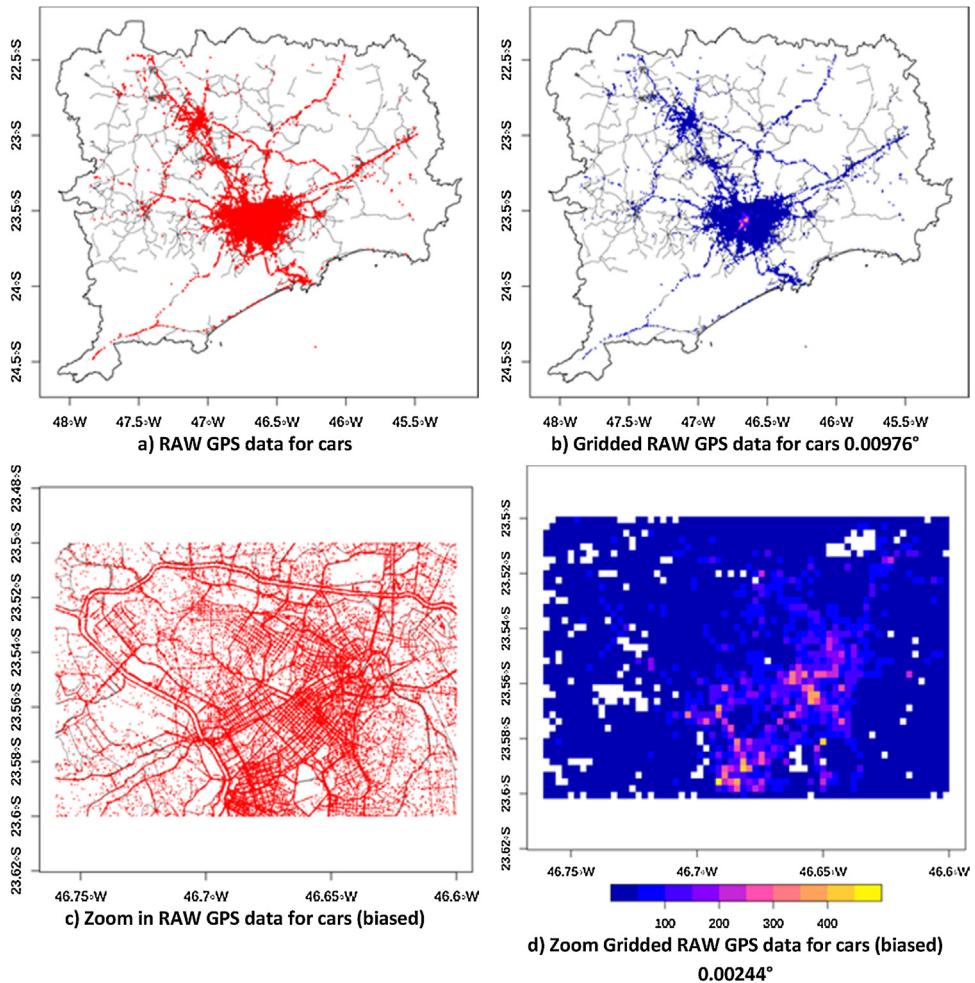 22.5◦S
23◦S
23.5◦S
24◦S
24.5◦S
48◦W 47.5◦W 47◦W 46.5◦W 46◦W 45.5◦W
a) RAW GPS data for cars
22.5◦S
23◦S
23.5◦S
24◦S
24.5◦S
48◦W 47.5◦W 47◦W 46.5◦W 46◦W 45.5◦W
b) Gridded RAW GPS data for cars 0.00976°
23.48◦S
23.5◦S
23.52◦S
23.54◦S
23.56◦S
23.58◦S
23.6◦S
23.62◦S
46.75◦W 46.7◦W 46.65◦W 46.6◦W
c) Zoom in RAW GPS data for cars (biased)
23.5◦S
23.52◦S
23.54◦S
23.56◦S
23.58◦S
23.6◦S
23.62◦S
46.75◦W 46.7◦W 46.65◦W 46.6◦W
100 200 300 400
d) Zoom Gridded RAW GPS data for cars (biased)
0.00244°